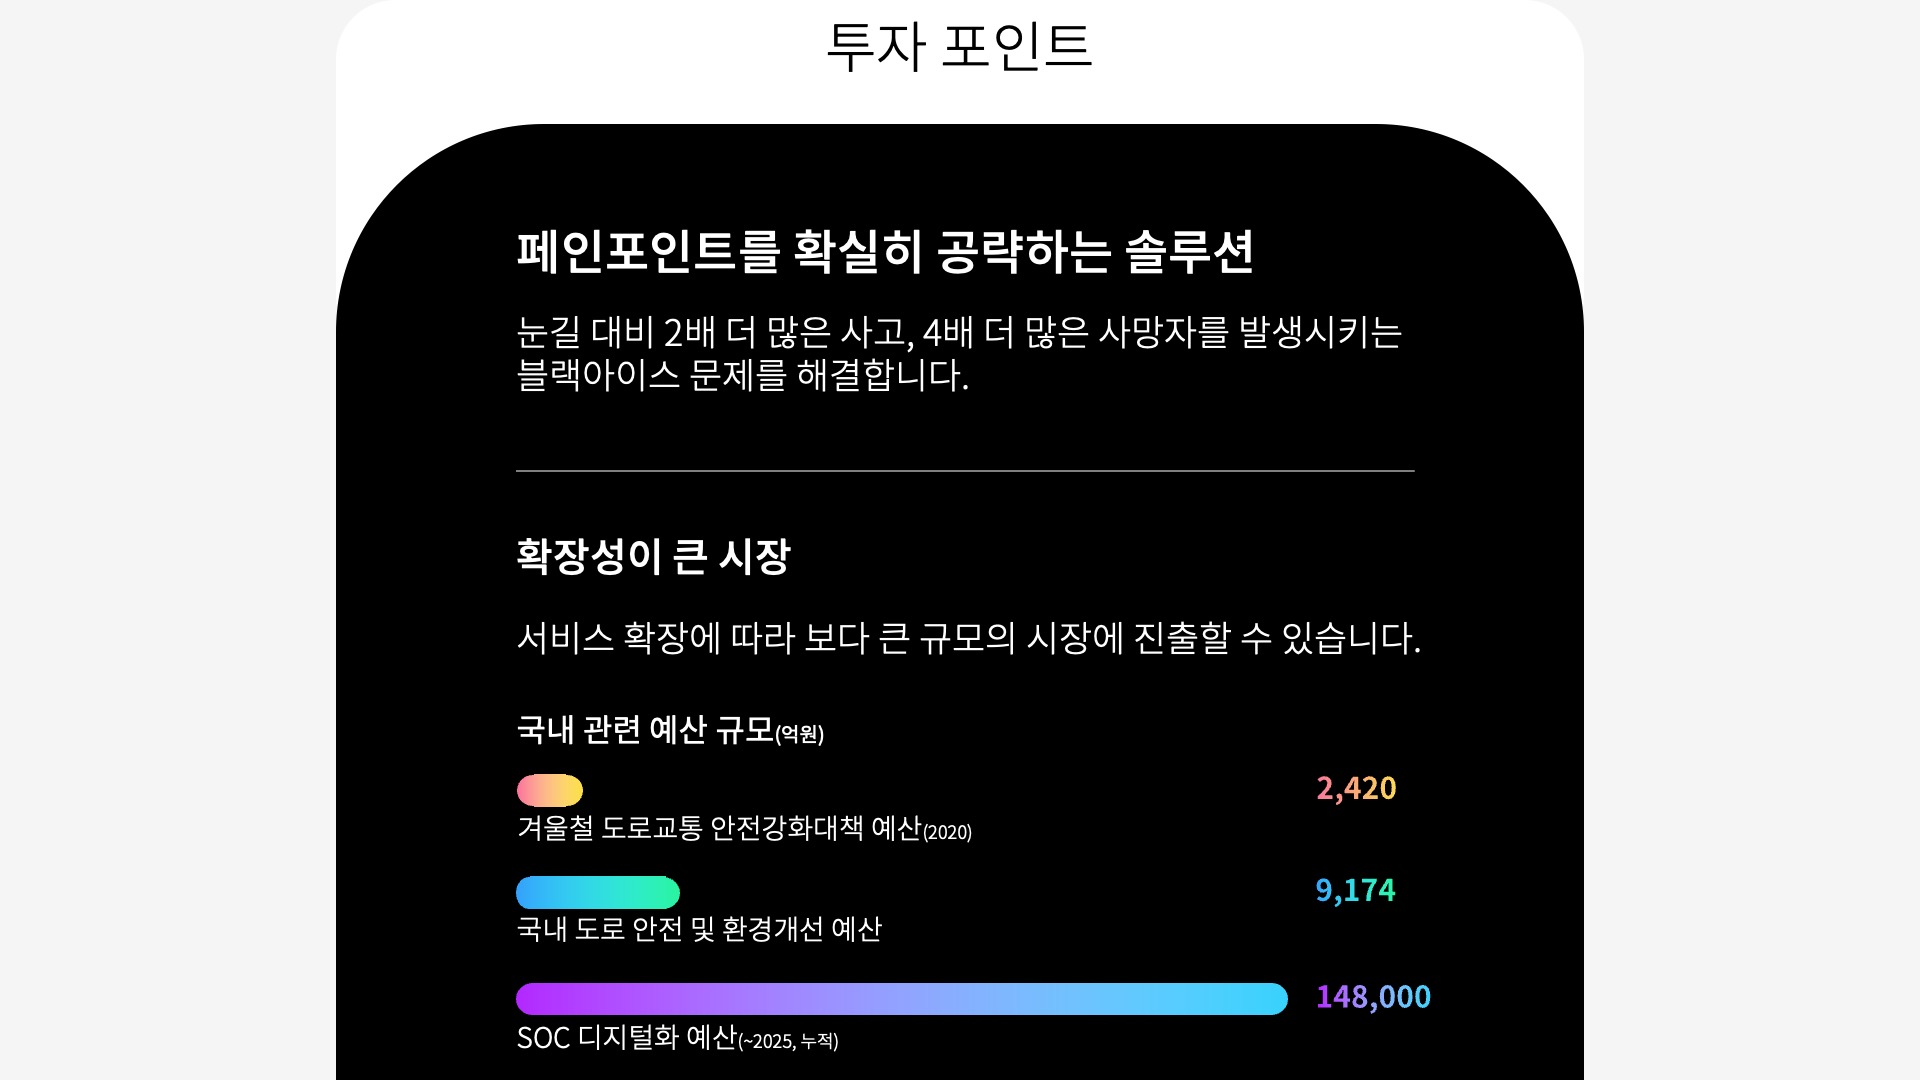 투자 포인트
페인포인트를 확실히 공략하는 솔루션
눈길 대비 2배 더 많은 사고, 4배 더 많은 사망자를 발생시키는
블랙아이스 문제를 해결합니다.
확장성이 큰 시장
서비스 확장에 따라 보다 큰 규모의 시장에 진출할 수 있습니다.
국내 관련 예산 규모(억원)
2,420
겨울철 도로교통 안전강화대책 예산(2020)
9,174
국내 도로 안전 및 환경개선 예산
148,000
SOC 디지털화 예산(~2025, 누적)